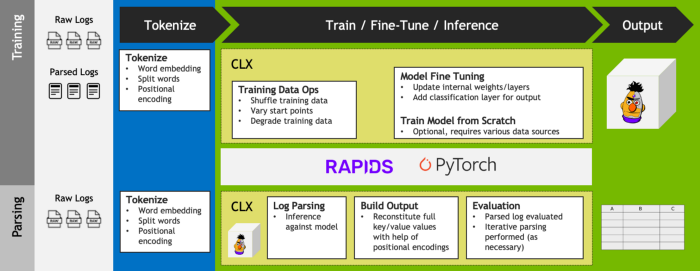 Training
Raw Logs
RAW RAW RAW
Parsed Logs
Tokenize
Train / Fine-Tune / Inference
Output
Tokenize
• Word embedding
• Split words
• Positional
encoding
CLX
Training Data Ops
• Shuffle training data
• Vary start points
• Degrade training data
Model Fine Tuning
• Update internal weights/layers
• Add classification layer for output
Train Model from Scratch
• Optional, requires various data sources
RAPIDS
PyTorch
Parsing
Raw Logs
RAW RAW RAW
Tokenize
• Word embedding
• Split words
• Positional
encoding
CLX
Log Parsing
• Inference
against model
Build Output
• Reconstitute full
key/value values
with help of
positional encodings
Evaluation
• Parsed log evaluated
• Iterative parsing
performed (as
necessary)
A B C